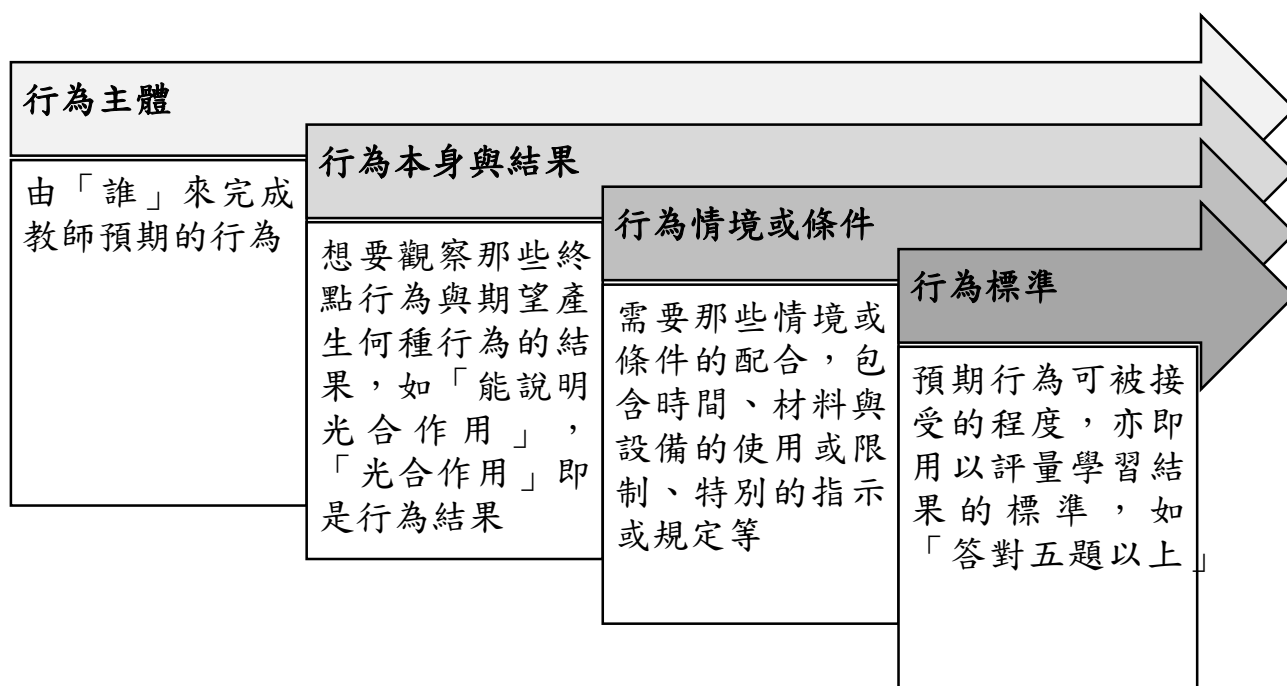 行為主體
由「誰」來完成
教師預期的行為
行為本身與結果
想要觀察那些終
點行為與期望產
生何種行為的結
果，如「能說明
光合作用」，
「光合作用」即
是行為結果
行為情境或條件
需要那些情境或
條件的配合，包
含時間、材料與
設備的使用或限
制、特別的指示
或規定等
行為標準
預期行為可被接
受的程度，亦即
用以評量學習結
果的標準，如
「答對五題以上」